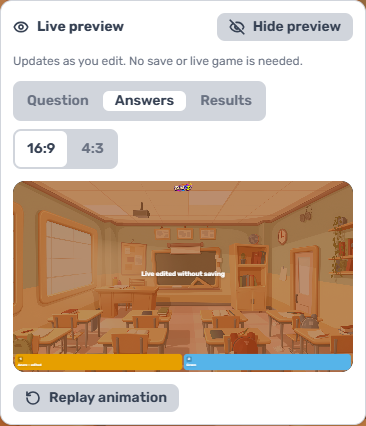 Live preview
Hide preview
Updates as you edit. No save or live game is needed.
Question
Answers
Results
16:9
4:3
Live edited without saving
Replay animation